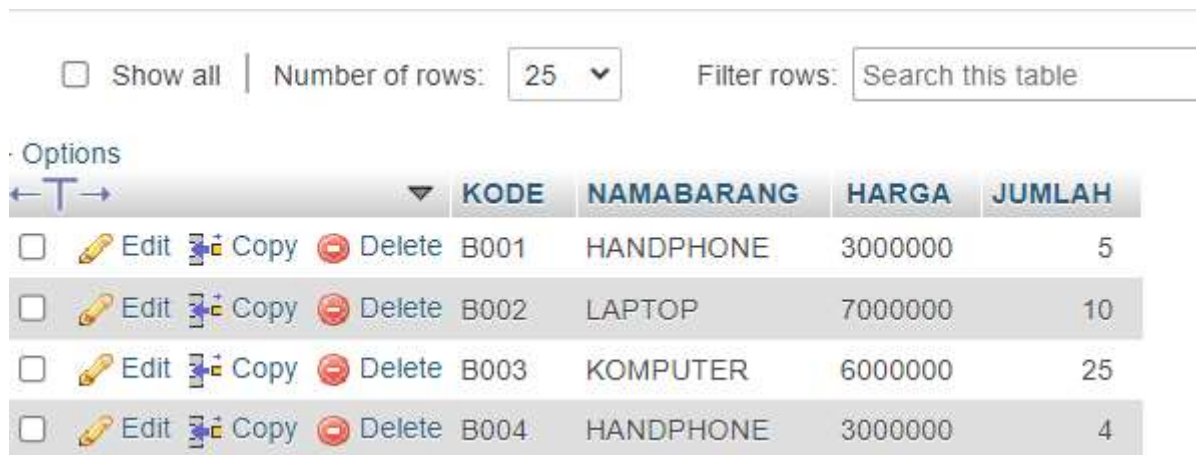 Show all Number of rows: 25 Filter rows: Search this table
Options
←T→ KODE NAMABARANG HARGA JUMLAH
Edit Copy Delete B001 HANDPHONE 3000000 5
Edit Copy Delete B002 LAPTOP 7000000 10
Edit Copy Delete B003 KOMPUTER 6000000 25
Edit Copy Delete B004 HANDPHONE 3000000 4